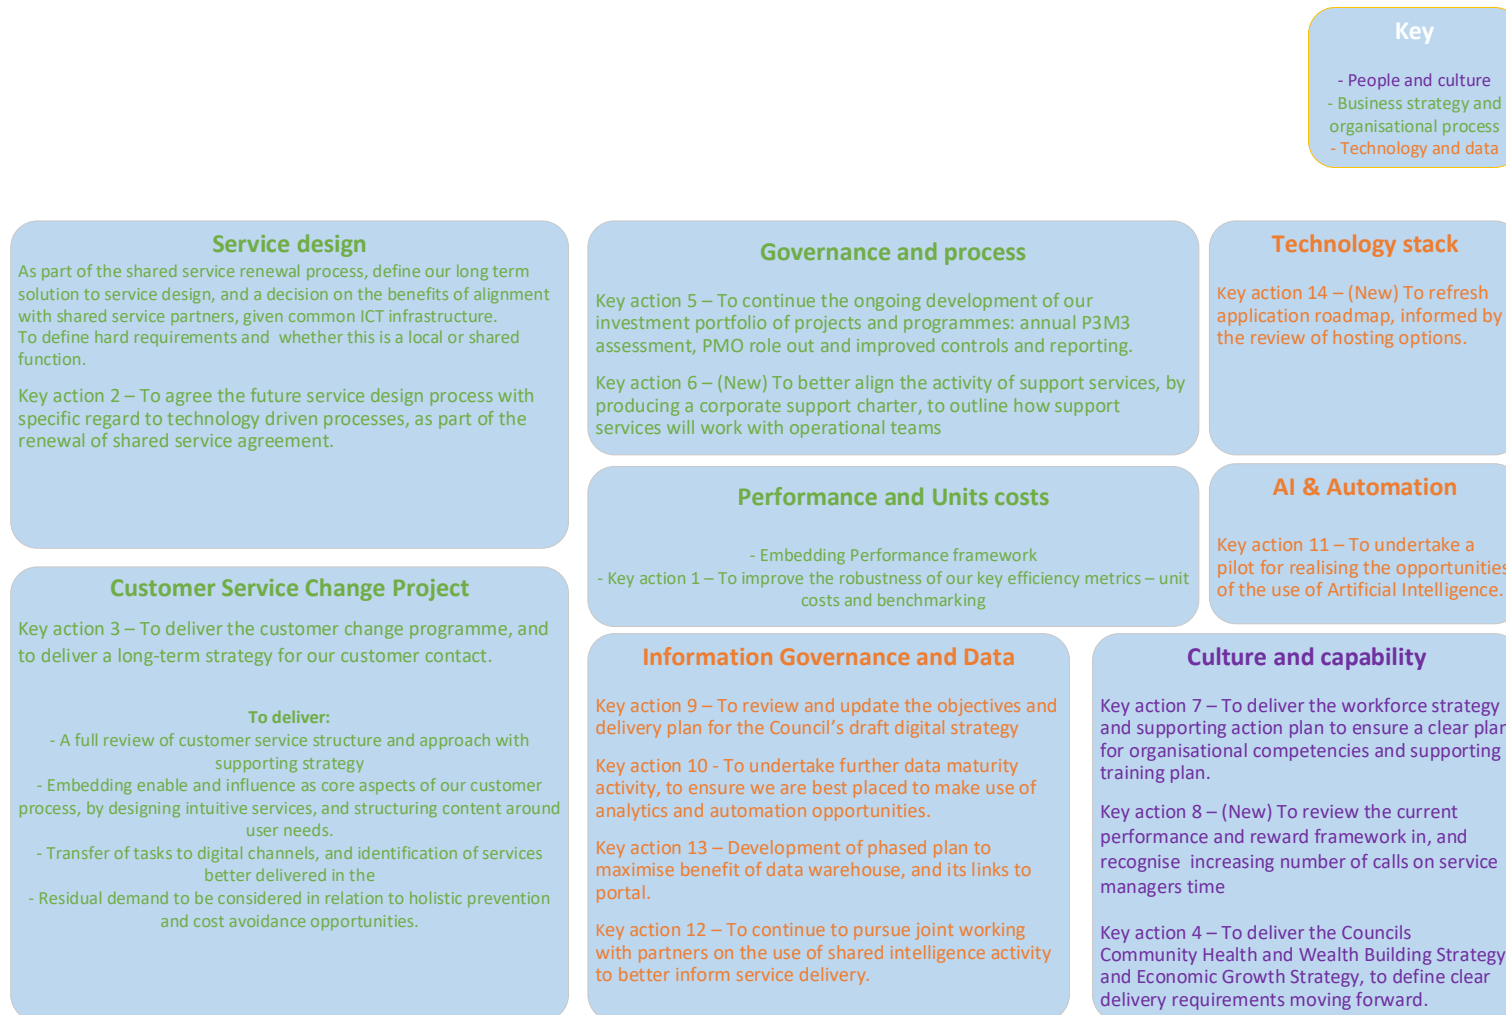 Key
- People and culture
- Business strategy and
organisational process
- Technology and data
Service design
As part of the shared service renewal process, define our long term
solution to service design, and a decision on the benefits of alignment
with shared service partners, given common ICT infrastructure.
To define hard requirements and  whether this is a local or shared
function.
Key action 2 – To agree the future service design process with
specific regard to technology driven processes, as part of the
renewal of shared service agreement.
Customer Service Change Project
Key action 3 – To deliver the customer change programme, and
to deliver a long-term strategy for our customer contact.
To deliver:
- A full review of customer service structure and approach with
supporting strategy
- Embedding enable and influence as core aspects of our customer
process, by designing intuitive services, and structuring content around
user needs.
- Transfer of tasks to digital channels, and identification of services
better delivered in the
- Residual demand to be considered in relation to holistic prevention
and cost avoidance opportunities.
Governance and process
Key action 5 – To continue the ongoing development of our
investment portfolio of projects and programmes: annual P3M3
assessment, PMO role out and improved controls and reporting.
Key action 6 – (New) To better align the activity of support services, by
producing a corporate support charter, to outline how support
services will work with operational teams
Performance and Units costs
- Embedding Performance framework
- Key action 1 – To improve the robustness of our key efficiency metrics – unit
costs and benchmarking
Information Governance and Data
Key action 9 – To review and update the objectives and
delivery plan for the Council’s draft digital strategy
Key action 10 - To undertake further data maturity
activity, to ensure we are best placed to make use of
analytics and automation opportunities.
Key action 13 – Development of phased plan to
maximise benefit of data warehouse, and its links to
portal.
Key action 12 – To continue to pursue joint working
with partners on the use of shared intelligence activity
to better inform service delivery.
Technology stack
Key action 14 – (New) To refresh
application roadmap, informed by
the review of hosting options.
AI & Automation
Key action 11 – To undertake a
pilot for realising the opportunities
of the use of Artificial Intelligence.
Culture and capability
Key action 7 – To deliver the workforce strategy
and supporting action plan to ensure a clear plan
for organisational competencies and supporting
training plan.
Key action 8 – (New) To review the current
performance and reward framework in, and
recognise  increasing number of calls on service
managers time
Key action 4 – To deliver the Councils
Community Health and Wealth Building Strategy
and Economic Growth Strategy, to define clear
delivery requirements moving forward.